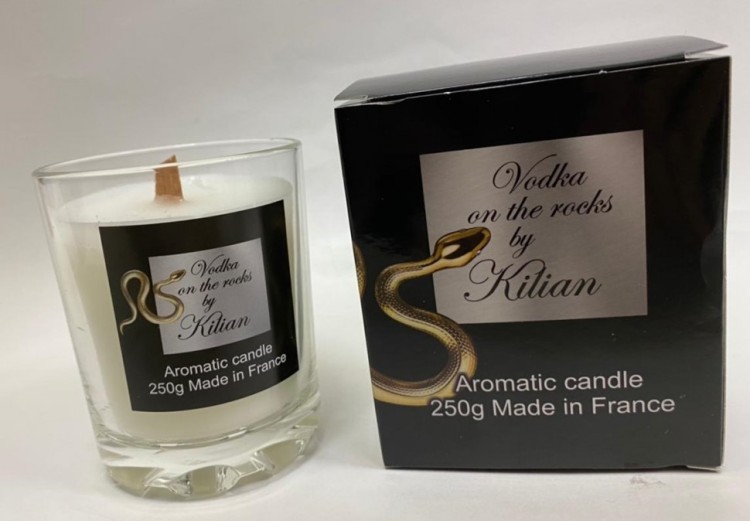 Vodka
on the rocks
by
Kilian
Aromatic candle
250g Made in France
Vodka
on the rocks
by
Kilian
Aromatic candle
250g Made in France